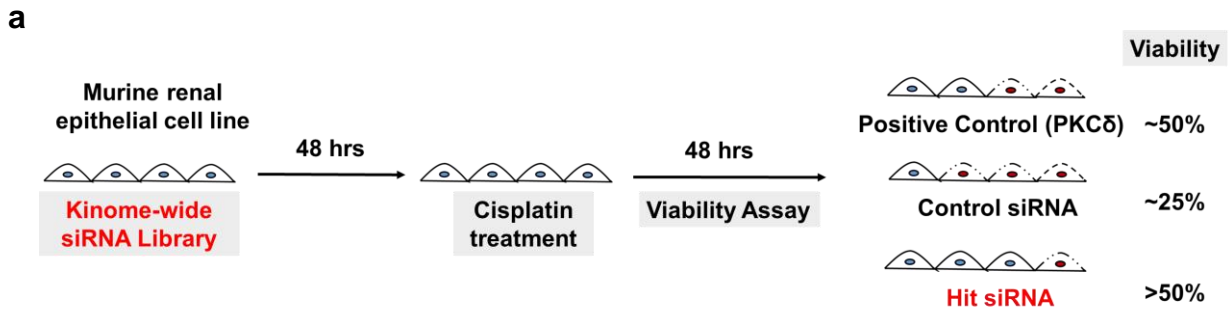 a
Viability
Murine renal
epithelial cell line
48 hrs
48 hrs
Kinome-wide
siRNA Library
Cisplatin
treatment
Viability Assay
Positive Control (PKCδ) ~50%
Control siRNA ~25%
Hit siRNA >50%